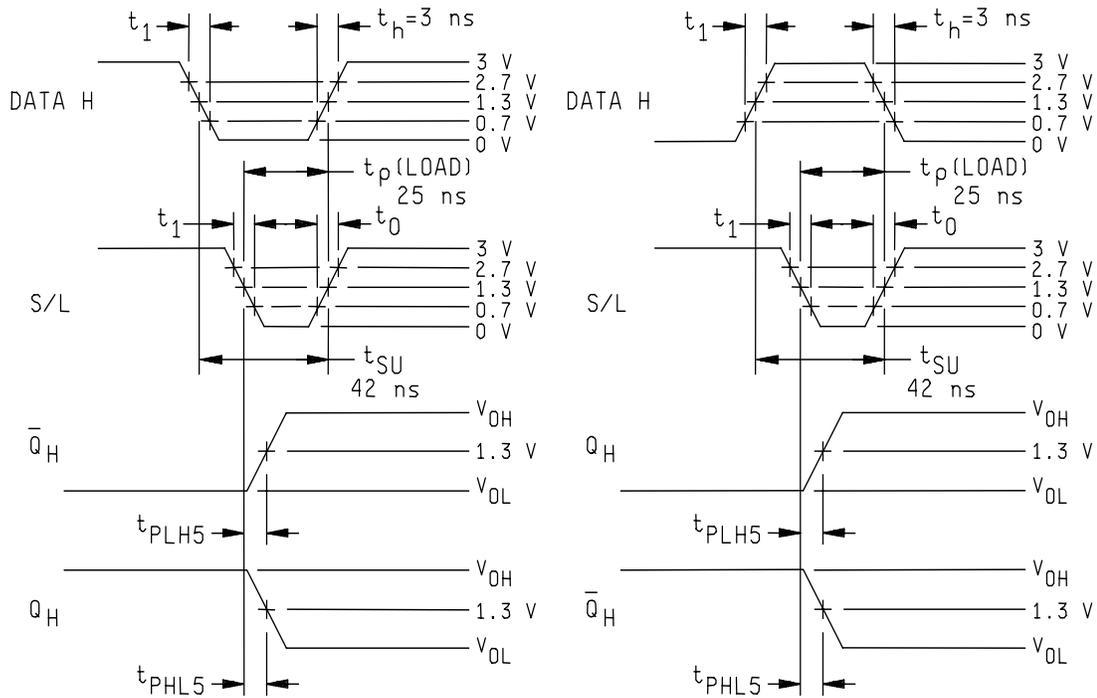 t1
th=3 ns
DATA H
3 V
2.7 V
1.3 V
0.7 V
0 V
tp(LOAD)
25 ns
t1
t0
S/L
3 V
2.7 V
1.3 V
0.7 V
0 V
tSU
42 ns
Q̅H
VOH
1.3 V
VOL
tPLH5
QH
VOH
1.3 V
VOL
tPHL5
t1
th=3 ns
DATA H
3 V
2.7 V
1.3 V
0.7 V
0 V
tp(LOAD)
25 ns
t1
t0
S/L
3 V
2.7 V
1.3 V
0.7 V
0 V
tSU
42 ns
QH
VOH
1.3 V
VOL
tPLH5
Q̅H
VOH
1.3 V
VOL
tPHL5